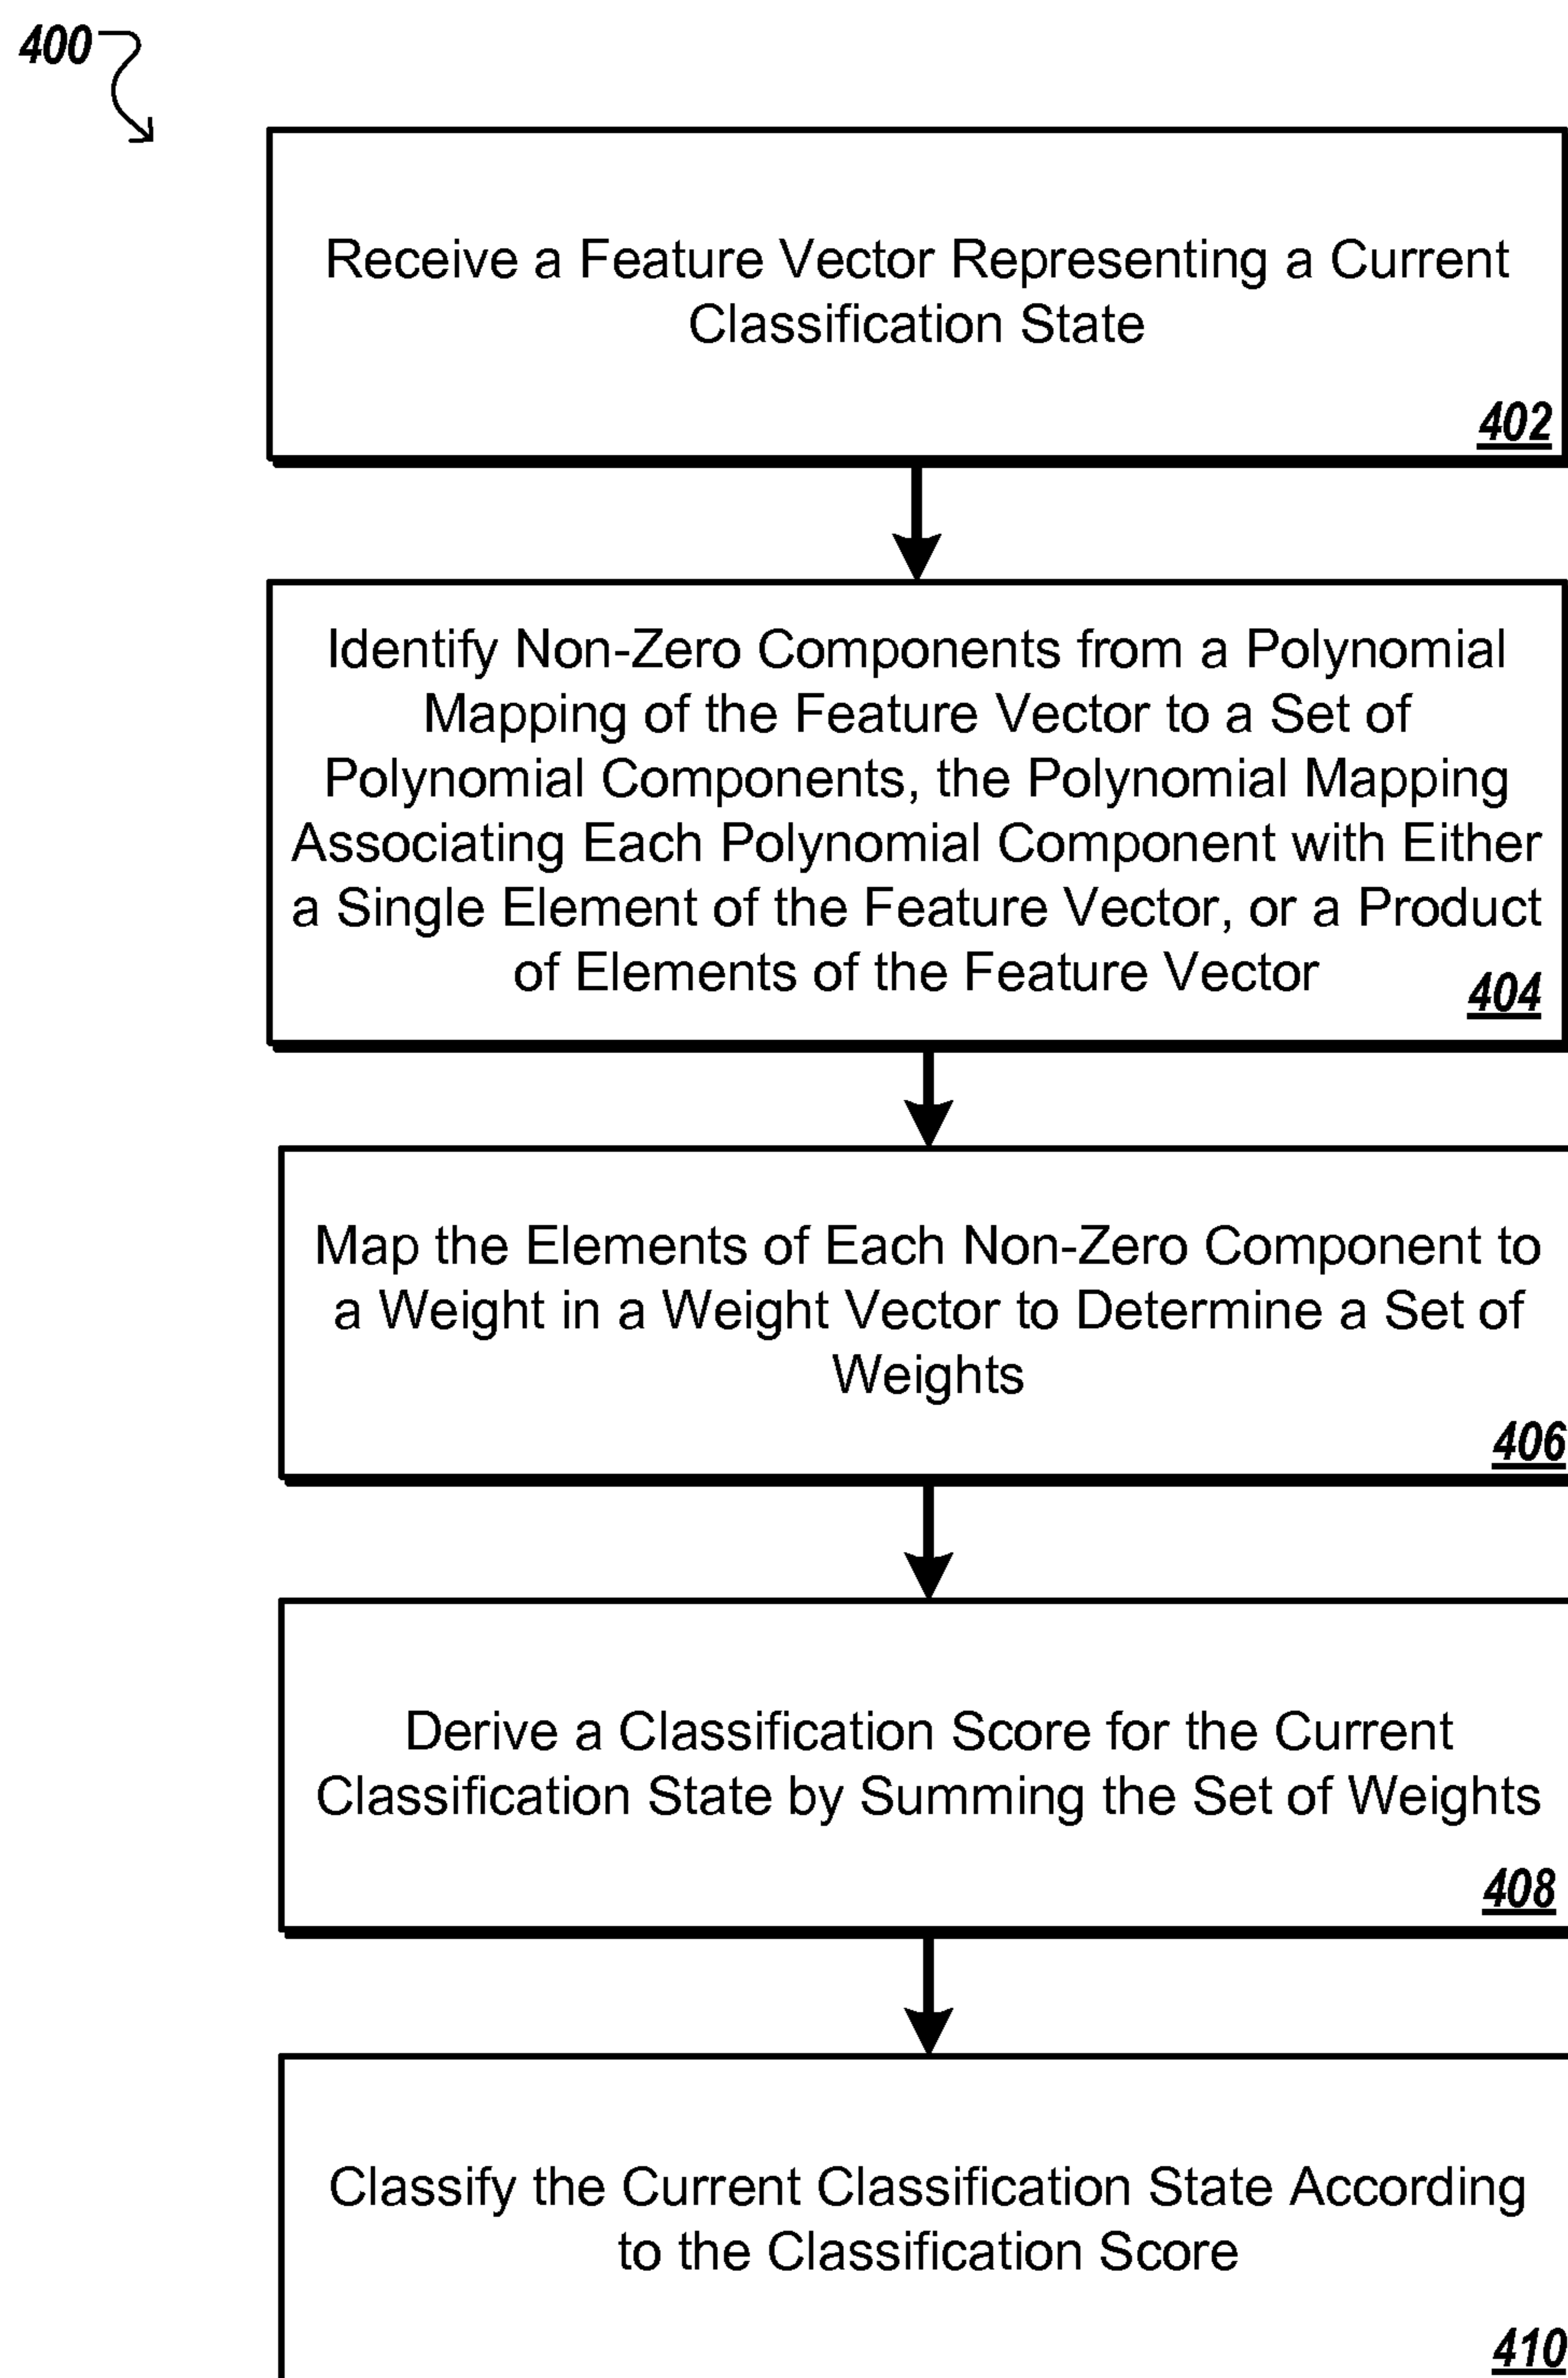 400
Receive a Feature Vector Representing a Current
Classification State
402
Identify Non-Zero Components from a Polynomial
Mapping of the Feature Vector to a Set of
Polynomial Components, the Polynomial Mapping
Associating Each Polynomial Component with Either
a Single Element of the Feature Vector, or a Product
of Elements of the Feature Vector
404
Map the Elements of Each Non-Zero Component to
a Weight in a Weight Vector to Determine a Set of
Weights
406
Derive a Classification Score for the Current
Classification State by Summing the Set of Weights
408
Classify the Current Classification State According
to the Classification Score
410